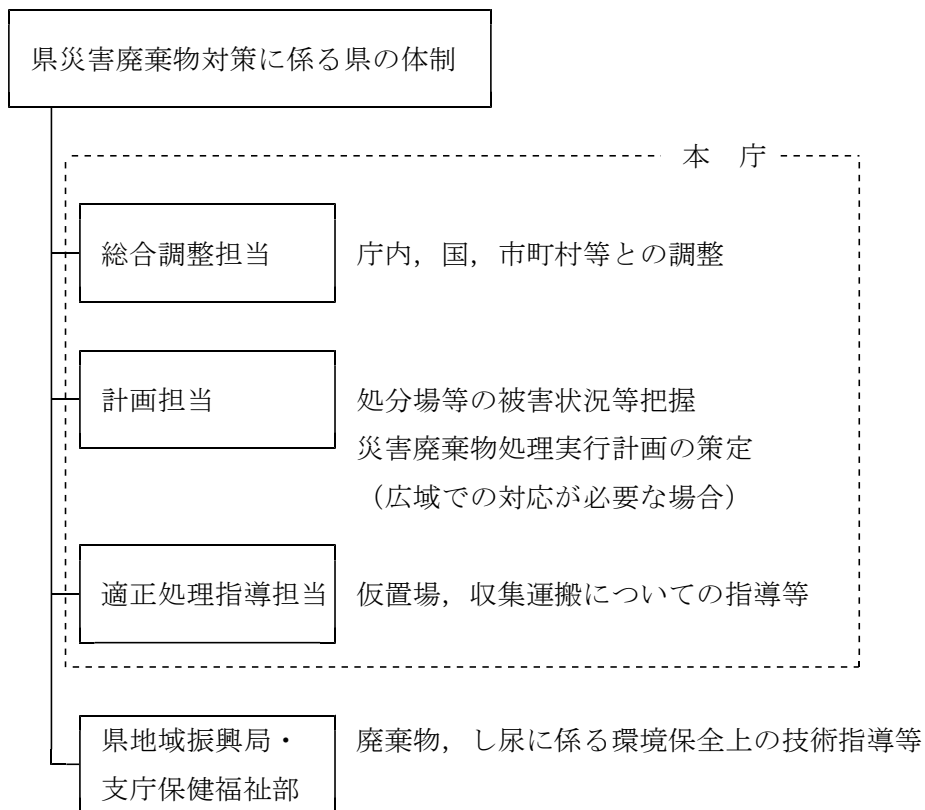 県災害廃棄物対策に係る県の体制
本　庁
総合調整担当　庁内，国，市町村等との調整
計画担当　処分場等の被害状況等把握
災害廃棄物処理実行計画の策定
（広域での対応が必要な場合）
適正処理指導担当　仮置場，収集運搬についての指導等
県地域振興局・　廃棄物，し尿に係る環境保全上の技術指導等
支庁保健福祉部